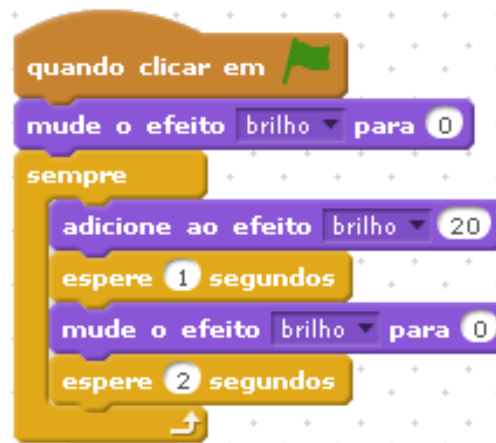 quando clicar em
mude o efeito brilho para 0
sempre
adicione ao efeito brilho 20
espere 1 segundos
mude o efeito brilho para 0
espere 2 segundos